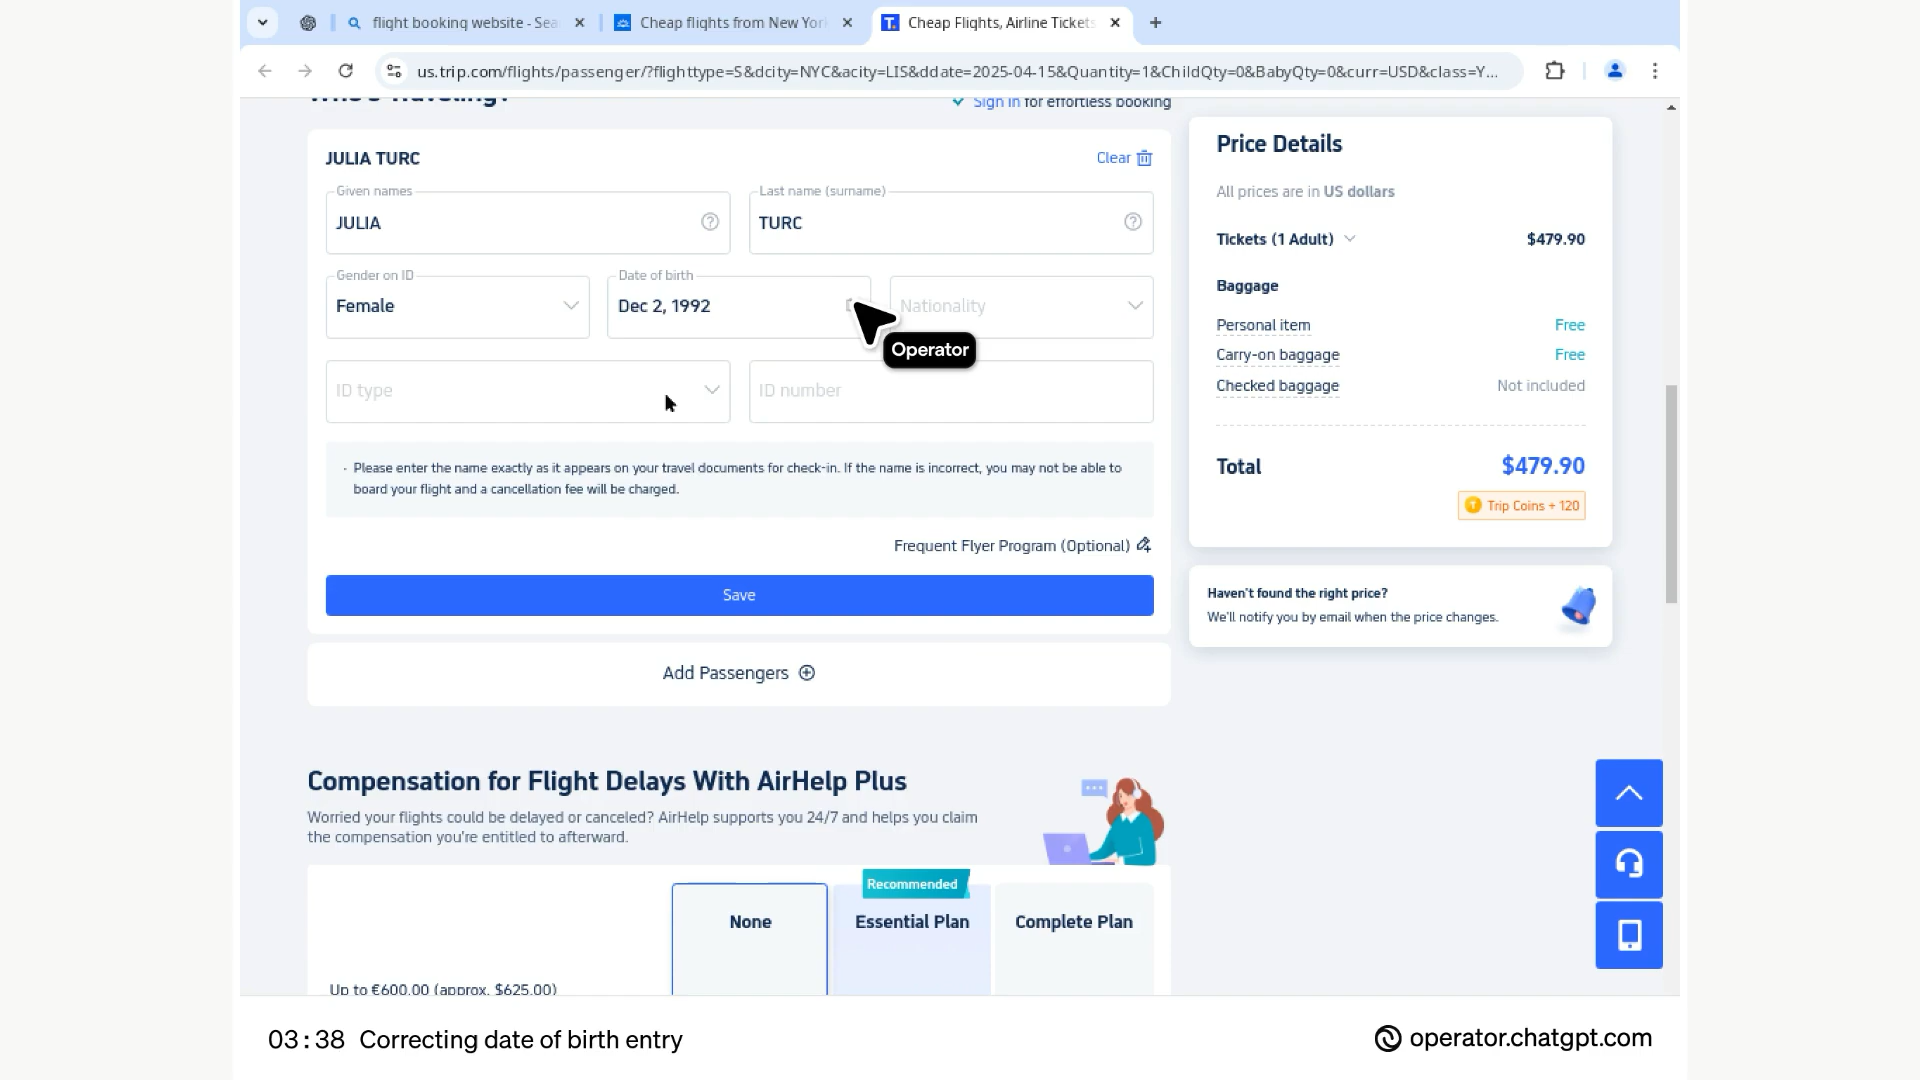 flight booking website - Sea
Cheap flights from New Yor
Cheap Flights, Airline Tickets
us.trip.com/flights/passenger/?flighttype=S&dcity=NYC&acity=LIS&ddate=2025-04-15&Quantity=1&ChildQty=0&BabyQty=0&curr=USD&class=Y...
Who's Traveling?
Sign in for effortless booking
JULIA TURC
Clear
Given names
JULIA
Last name (surname)
TURC
Gender on ID
Female
Date of birth
Dec 2, 1992
Nationality
Operator
ID type
ID number
· Please enter the name exactly as it appears on your travel documents for check-in. If the name is incorrect, you may not be able to
board your flight and a cancellation fee will be charged.
Frequent Flyer Program (Optional)
Save
Add Passengers
Price Details
All prices are in US dollars
Tickets (1 Adult) $479.90
Baggage
Personal item Free
Carry-on baggage Free
Checked baggage Not included
Total $479.90
Trip Coins + 120
Haven't found the right price?
We'll notify you by email when the price changes.
Compensation for Flight Delays With AirHelp Plus
Worried your flights could be delayed or canceled? AirHelp supports you 24/7 and helps you claim
the compensation you're entitled to afterward.
Recommended
None
Essential Plan
Complete Plan
Up to €600.00 (approx. $625.00)
03:38 Correcting date of birth entry
operator.chatgpt.com